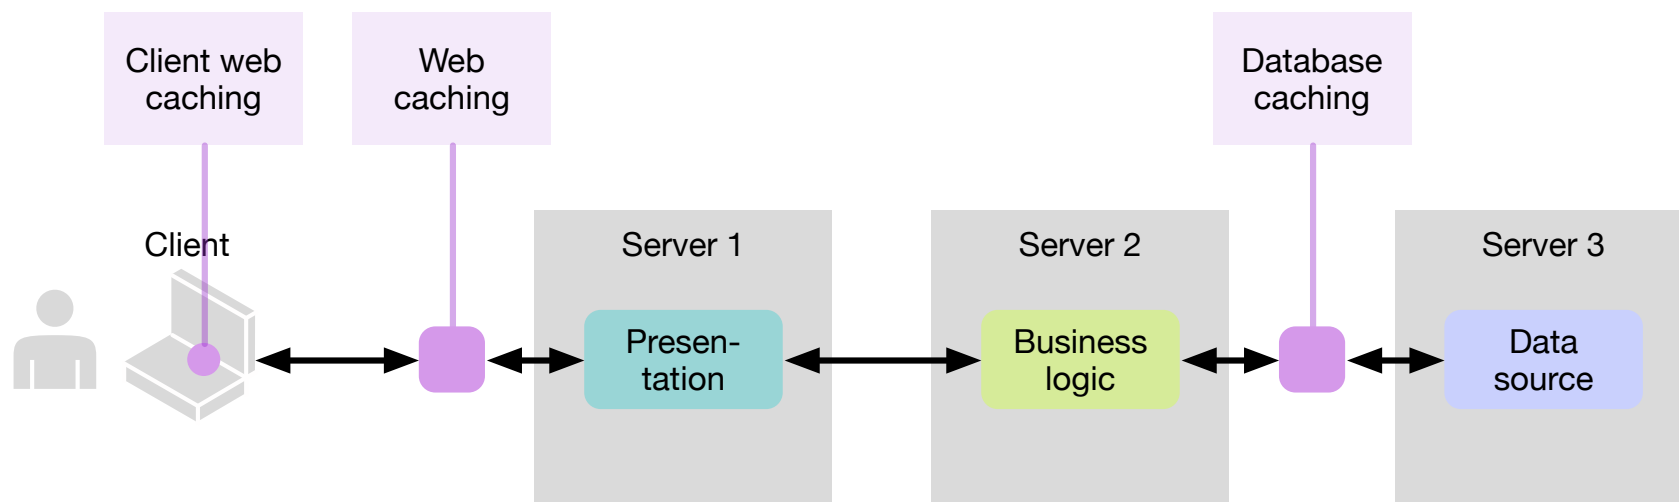 Client web
caching
Web
caching
Database
caching
Client
Server 1
Server 2
Server 3
Presen-
tation
Business
logic
Data
source